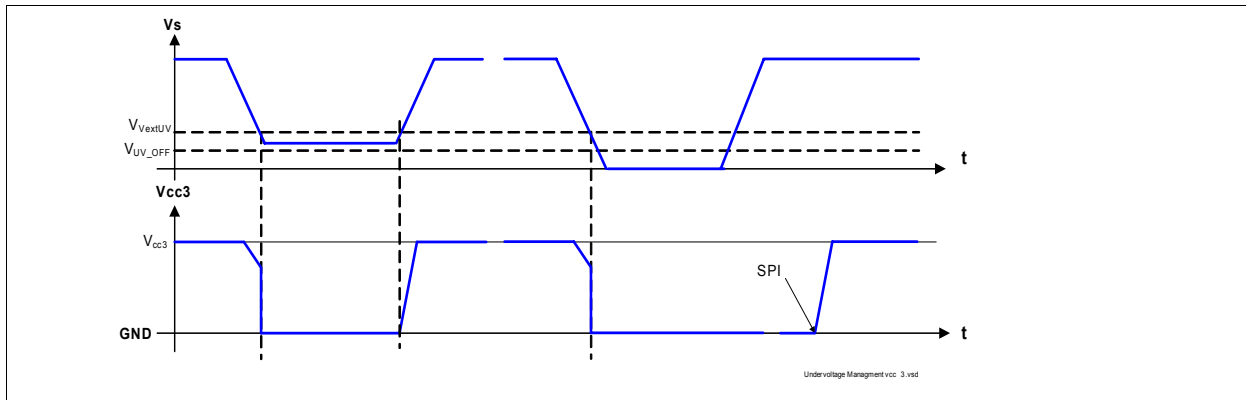 Vs
VVextUV
VUV_OFF
t
Vcc3
Vcc3
SPI
GND
t
Undervoltage Managment vcc 3.vsd